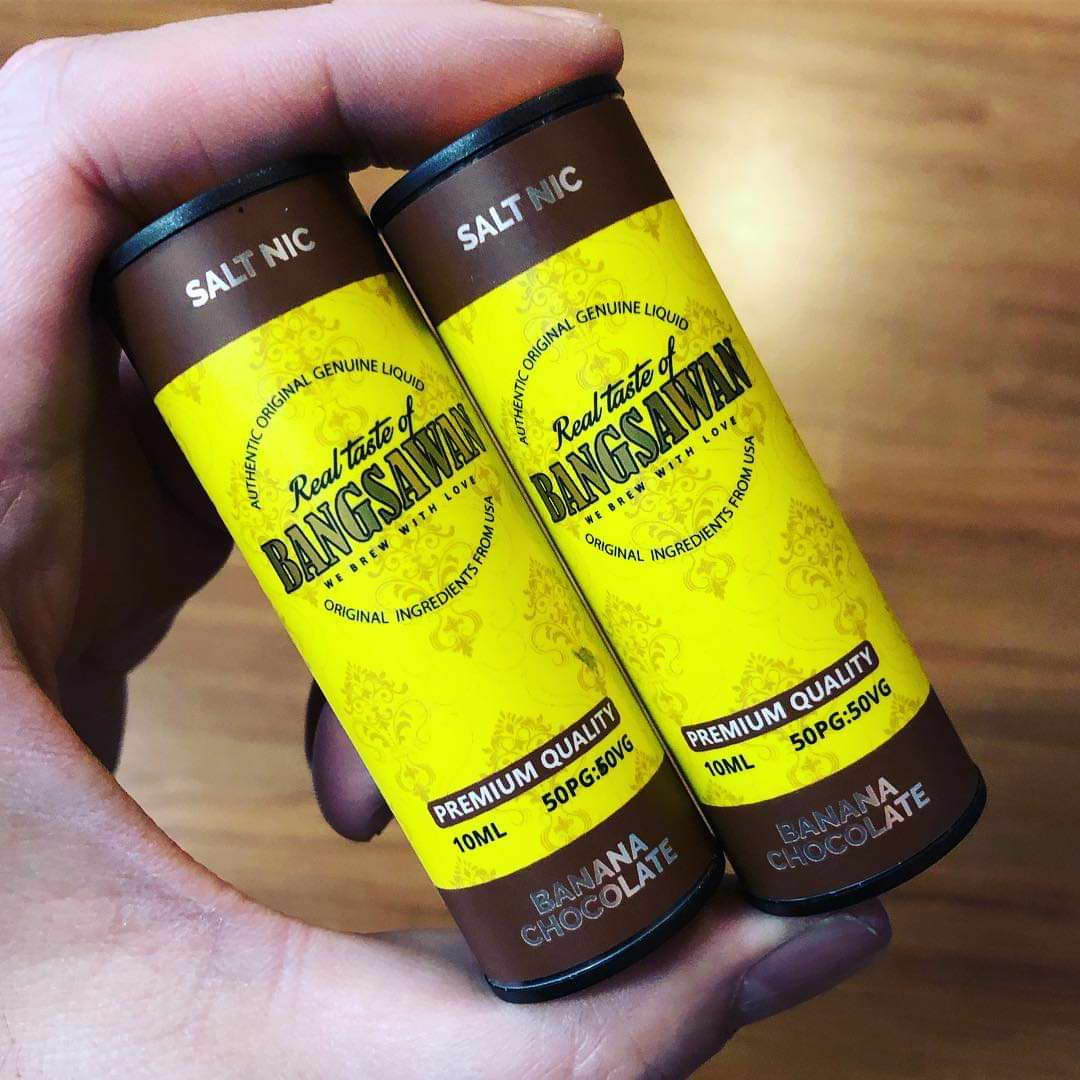 SALT NIC
AUTHENTIC ORIGINAL GENUINE LIQUID
Real taste of
BANGSAWAN
WE BREW WITH LOVE
ORIGINAL INGREDIENTS FROM USA
PREMIUM QUALITY
10ML 50PG:50VG
BANANA
CHOCOLATE
SALT NIC
AUTHENTIC ORIGINAL GENUINE LIQUID
Real taste of
BANGSAWAN
WE BREW WITH LOVE
ORIGINAL INGREDIENTS FROM USA
PREMIUM QUALITY
10ML 50PG:50VG
BANANA
CHOCOLATE